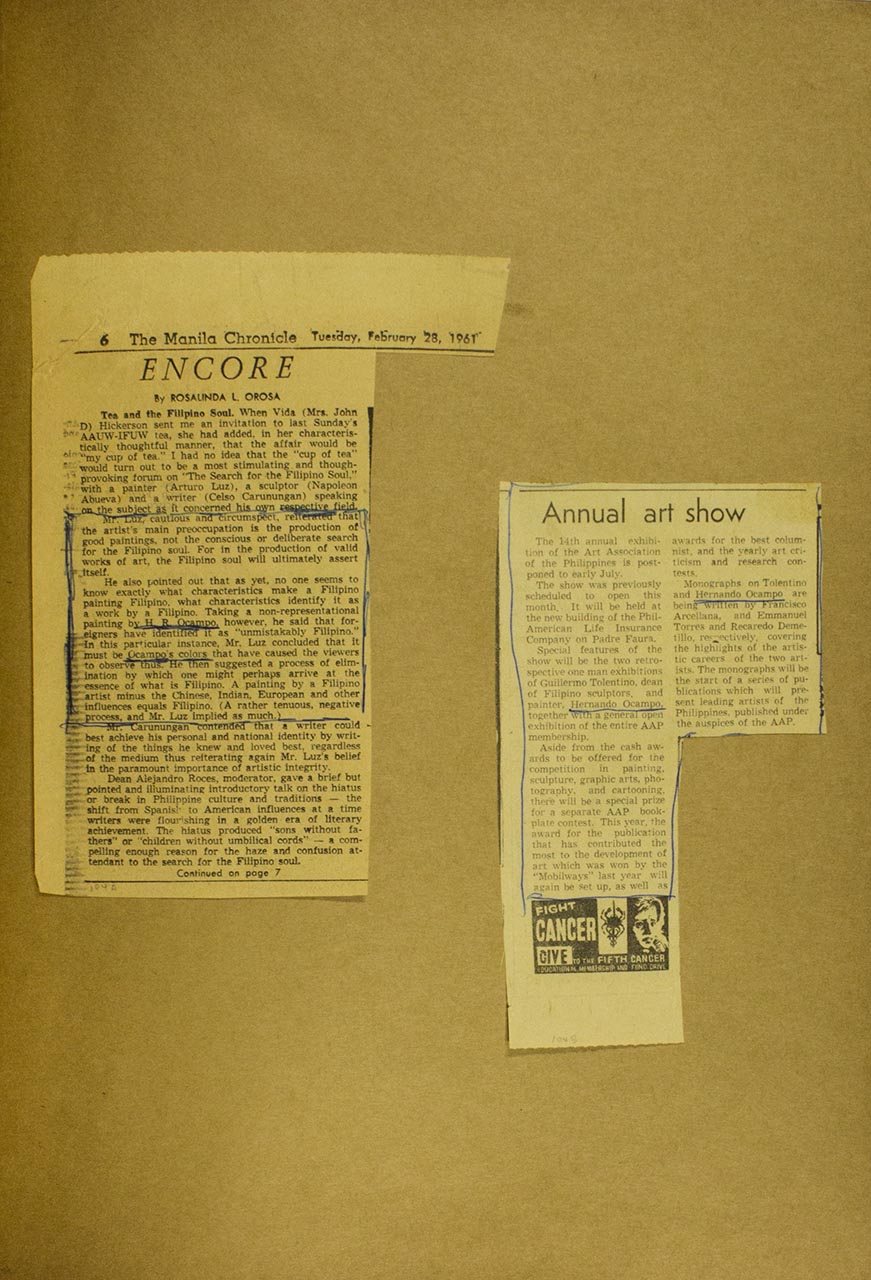 6 The Manila Chronicle Tuesday, February 28, 1961
ENCORE
By ROSALINDA L. OROSA
Tea and the Filipino Soul. When Vida (Mrs. John
D) Hickerson sent me an invitation to last Sunday's
AAUW-IFUW tea, she had added, in her characteris-
tically thoughtful manner, that the affair would be
"my cup of tea." I had no idea that the "cup of tea"
would turn out to be a most stimulating and though-
provoking forum on "The Search for the Filipino Soul,"
with a painter (Arturo Luz), a sculptor (Napoleon
Abueva) and a writer (Celso Carunungan) speaking
on the subject as it concerned his own respective field.
Mr. Luz, cautious and circumspect, reiterated that
the artist's main preoccupation is the production of
good paintings, not the conscious or deliberate search
for the Filipino soul. For in the production of valid
works of art, the Filipino soul will ultimately assert
itself.
He also pointed out that as yet, no one seems to
know exactly what characteristics make a Filipino
painting Filipino, what characteristics identify it as
a work by a Filipino. Taking a non-representational
painting by H. R. Ocampo, however, he said that for-
eigners have identified it as "unmistakably Filipino."
In this particular instance, Mr. Luz concluded that it
must be Ocampo's colors that have caused the viewers
to observe thus. He then suggested a process of elim-
ination by which one might perhaps arrive at the
essence of what is Filipino. A painting by a Filipino
artist minus the Chinese, Indian, European and other
influences equals Filipino. (A rather tenuous, negative
process, and Mr. Luz implied as much.)
Mr. Carunungan contended that a writer could
best achieve his personal and national identity by writ-
ing of the things he knew and loved best, regardless
of the medium thus reiterating again Mr. Luz's belief
in the paramount importance of artistic integrity.
Dean Alejandro Roces, moderator, gave a brief but
pointed and illuminating introductory talk on the hiatus
or break in Philippine culture and traditions — the
shift from Spanish to American influences at a time
writers were flourishing in a golden era of literary
achievement. The hiatus produced "sons without fa-
thers" or "children without umbilical cords" — a com-
pelling enough reason for the haze and confusion at-
tendant to the search for the Filipino soul.
Continued on page 7
Annual art show
The 14th annual exhibi-
tion of the Art Association
of the Philippines is post-
poned to early July.
The show was previously
scheduled to open this
month. It will be held at
the new building of the Phil-
American Life Insurance
Company on Padre Faura.
Special features of the
show will be the two retro-
spective one man exhibitions
of Guillermo Tolentino, dean
of Filipino sculptors, and
painter, Hernando Ocampo,
together with a general open
exhibition of the entire AAP
membership.
Aside from the cash aw-
ards to be offered for the
competition in painting,
sculpture, graphic arts, pho-
tography, and cartooning,
there will be a special prize
for a separate AAP book-
plate contest. This year, the
award for the publication
that has contributed the
most to the development of
art which was won by the
"Mobilways" last year will
again be set up, as well as
awards for the best colum-
nist, and the yearly art cri-
ticism and research con-
tests.
Monographs on Tolentino
and Hernando Ocampo are
being written by Francisco
Arcellana, and Emmanuel
Torres and Recaredo Deme-
tillo, respectively, covering
the highlights of the artis-
tic careers of the two art-
ists. The monographs will be
the start of a series of pu-
blications which will pre-
sent leading artists of the
Philippines, published under
the auspices of the AAP.
FIGHT
CANCER
GIVE TO THE FIFTH CANCER
EDUCATIONAL, MEMBERSHIP AND FUND DRIVE